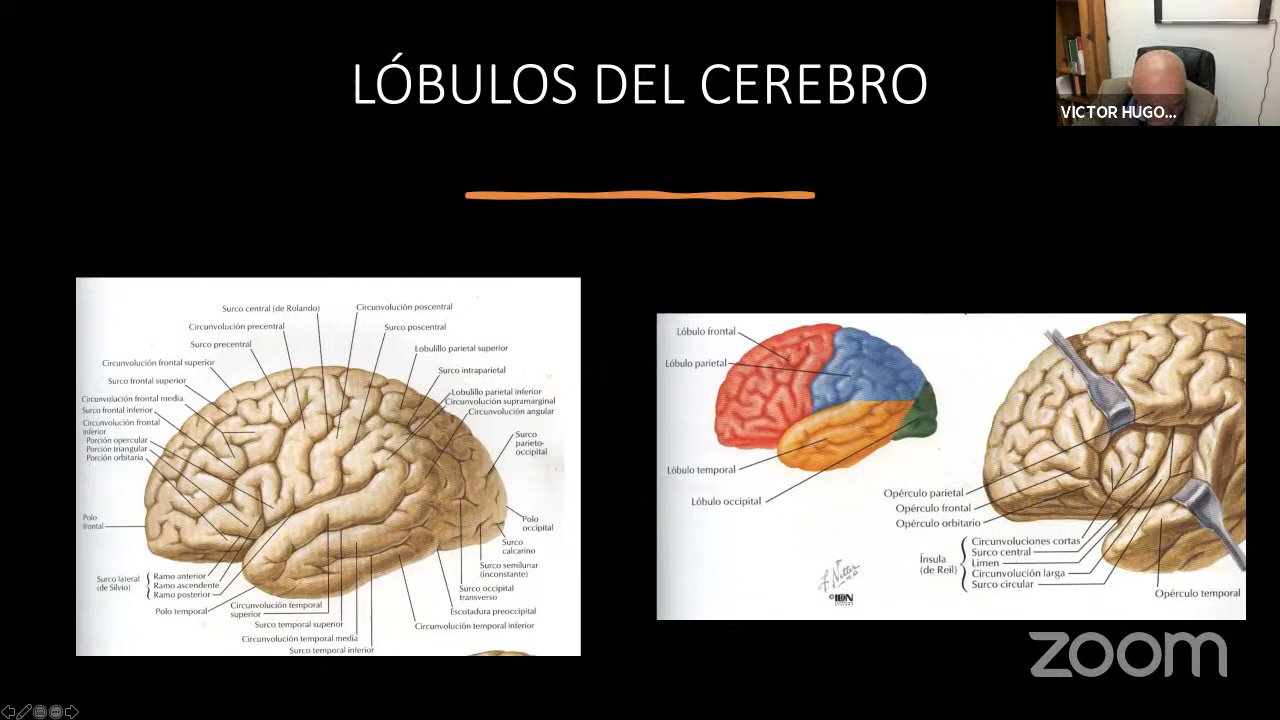 LÓBULOS DEL CEREBRO
VICTOR HUGO...
Surco central (de Rolando)
Circunvolución poscentral
Circunvolución precentral
Surco poscentral
Surco precentral
Lobulillo parietal superior
Circunvolución frontal superior
Surco intraparietal
Surco frontal superior
Lobulillo parietal inferior
Circunvolución frontal media
Circunvolución supramarginal
Surco frontal inferior
Circunvolución angular
Circunvolución frontal
inferior
Porción opercular
Porción triangular
Porción orbitaria
Surco
parieto-
occipital
Polo
frontal
Polo
occipital
Surco
calcarino
Surco semilunar
(inconstante)
Surco lateral
(de Silvio)
Ramo anterior
Ramo ascendente
Ramo posterior
Surco occipital
transverso
Polo temporal
Circunvolución temporal
superior
Escotadura preoccipital
Surco temporal superior
Circunvolución temporal inferior
Circunvolución temporal media
Surco temporal inferior
Lóbulo frontal
Lóbulo parietal
Lóbulo temporal
Lóbulo occipital
Opérculo parietal
Opérculo frontal
Opérculo orbitario
Ínsula
(de Reil)
Circunvoluciones cortas
Surco central
Limen
Circunvolución larga
Surco circular
Opérculo temporal
zoom